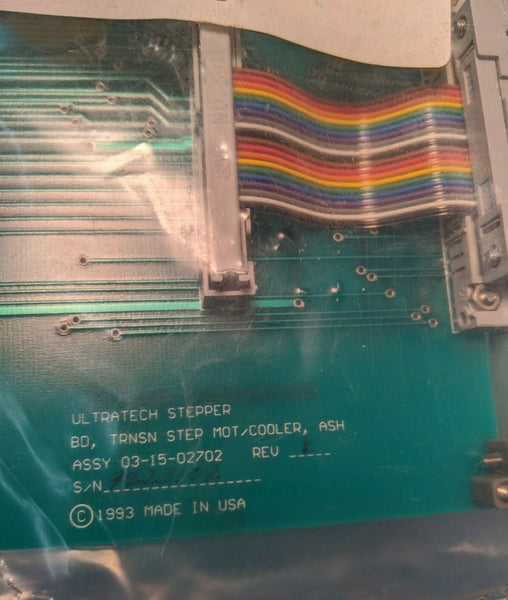 ULTRATECH STEPPER
BD, TRNSN STEP MOT/COOLER, ASH
ASSY 03-15-02702 REV
S/N
© 1993 MADE IN USA